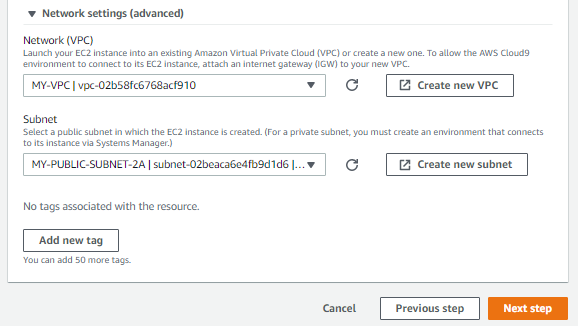 Network settings (advanced)
Network (VPC)
Launch your EC2 instance into an existing Amazon Virtual Private Cloud (VPC) or create a new one. To allow the AWS Cloud9
environment to connect to its EC2 instance, attach an internet gateway (IGW) to your new VPC.
MY-VPC | vpc-02b58fc6768acf910
Create new VPC
Subnet
Select a public subnet in which the EC2 instance is created. (For a private subnet, you must create an environment that connects
to its instance via Systems Manager.)
MY-PUBLIC-SUBNET-2A | subnet-02beaca6e4fb9d1d6 |...
Create new subnet
No tags associated with the resource.
Add new tag
You can add 50 more tags.
Cancel
Previous step
Next step